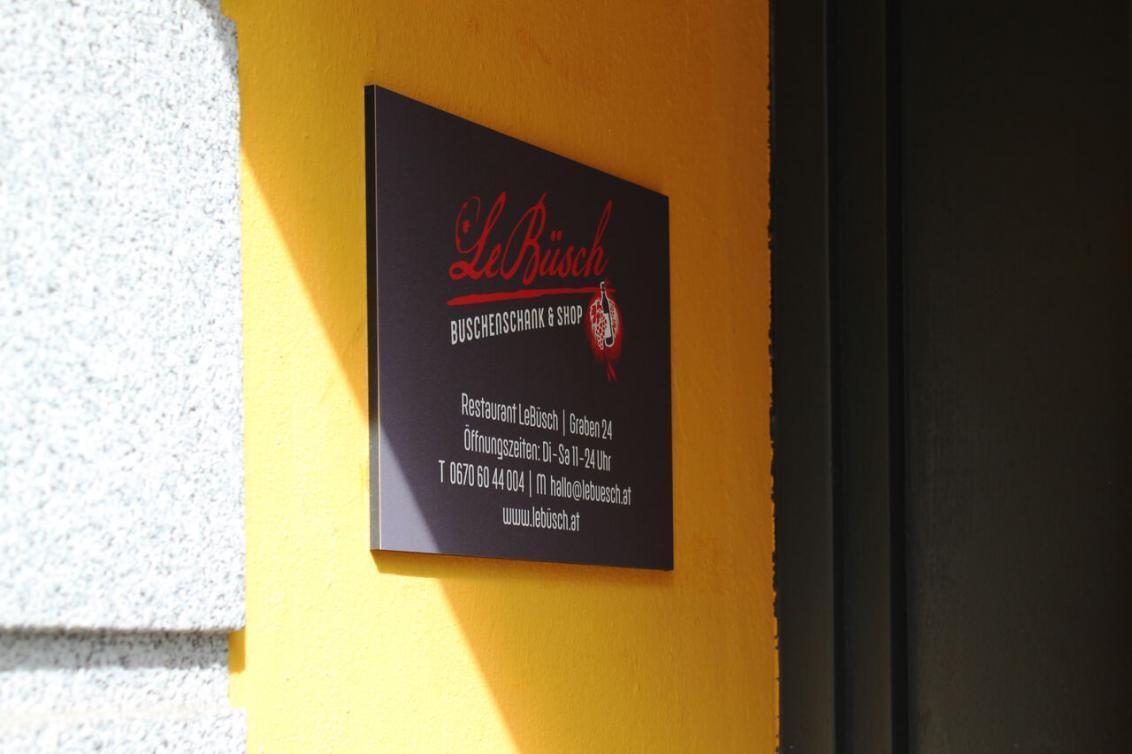 LeBüsch
BUSCHENSCHANK & SHOP
Restaurant LeBüsch | Graben 24
Öffnungszeiten: Di - Sa 11 - 24 Uhr
T 0670 60 44 004 | M hallo@lebuesch.at
www.lebüsch.at